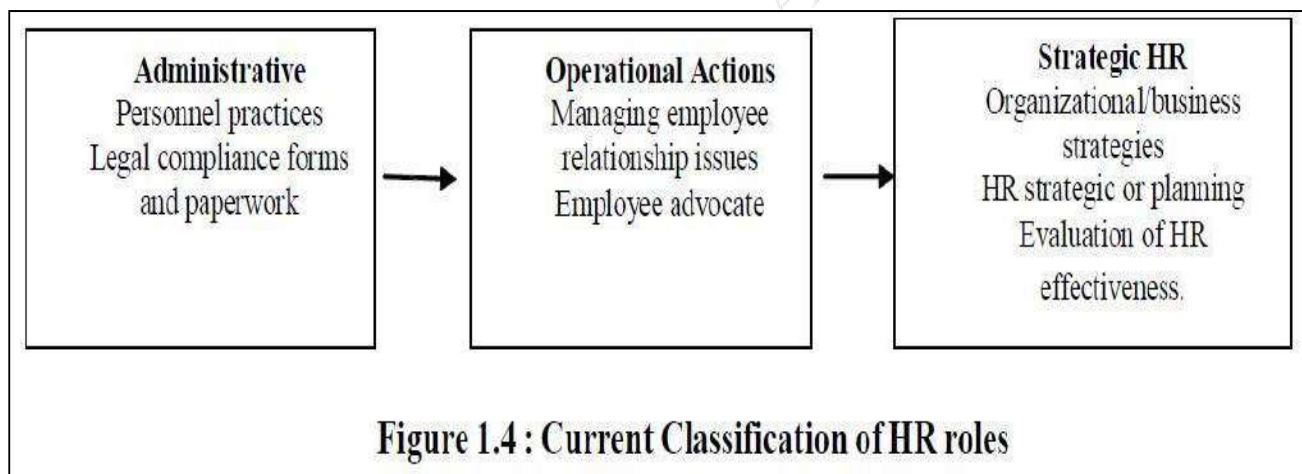 Administrative
Personnel practices
Legal compliance forms
and paperwork
Operational Actions
Managing employee
relationship issues
Employee advocate
Strategic HR
Organizational/business
strategies
HR strategic or planning
Evaluation of HR
effectiveness.
Figure 1.4 : Current Classification of HR roles